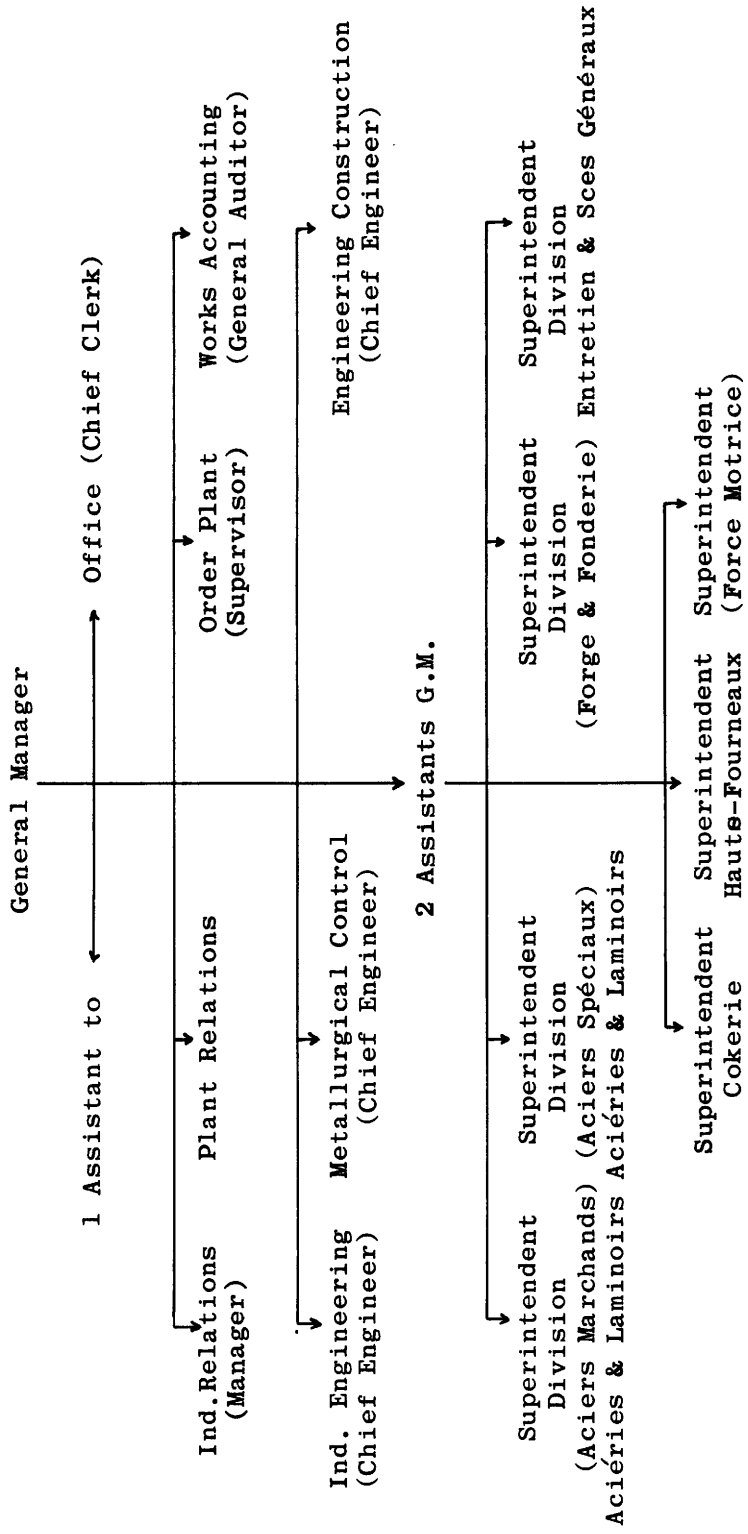 General Manager
1 Assistant to
Office (Chief Clerk)
Ind.Relations
(Manager)
Plant Relations
Order Plant
(Supervisor)
Works Accounting
(General Auditor)
Ind. Engineering
(Chief Engineer)
Metallurgical Control
(Chief Engineer)
Engineering Construction
(Chief Engineer)
2 Assistants G.M.
Superintendent
Division
(Aciers Marchands)
Aciéries & Laminoirs
Superintendent
Division
(Aciers Spéciaux)
Aciéries & Laminoirs
Superintendent
Division
(Forge & Fonderie)
Superintendent
Division
Entretien & Sces Généraux
Superintendent
Cokerie
Superintendent
Hauts-Fourneaux
Superintendent
(Force Motrice)